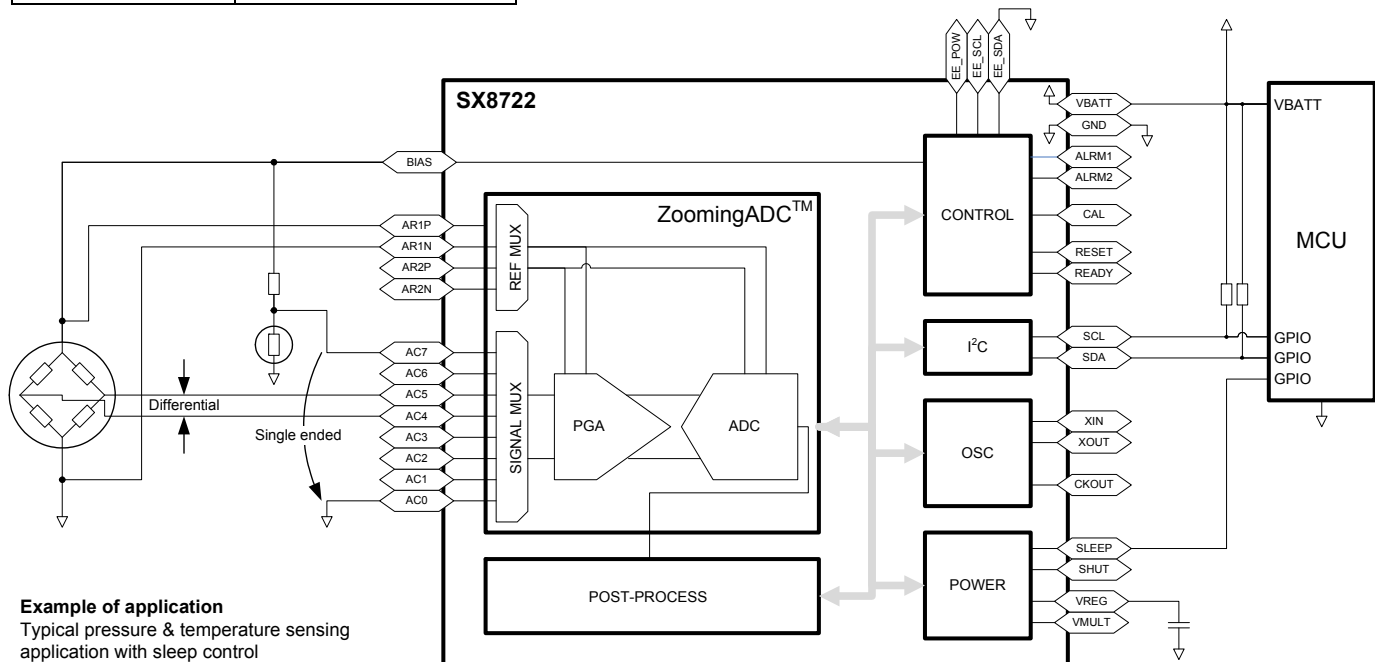 EE_POW
EE_SCL
EE_SDA
SX8722
VBATT
GND
ALRM1
ALRM2
CAL
RESET
READY
VBATT
MCU
BIAS
ZoomingADC™
CONTROL
AR1P
AR1N
AR2P
AR2N
REF MUX
AC7
AC6
AC5
AC4
AC3
AC2
AC1
AC0
SIGNAL MUX
Differential
Single ended
PGA
ADC
I²C
SCL
SDA
GPIO
GPIO
GPIO
OSC
XIN
XOUT
CKOUT
POWER
SLEEP
SHUT
VREG
VMULT
POST-PROCESS
Example of application
Typical pressure & temperature sensing
application with sleep control